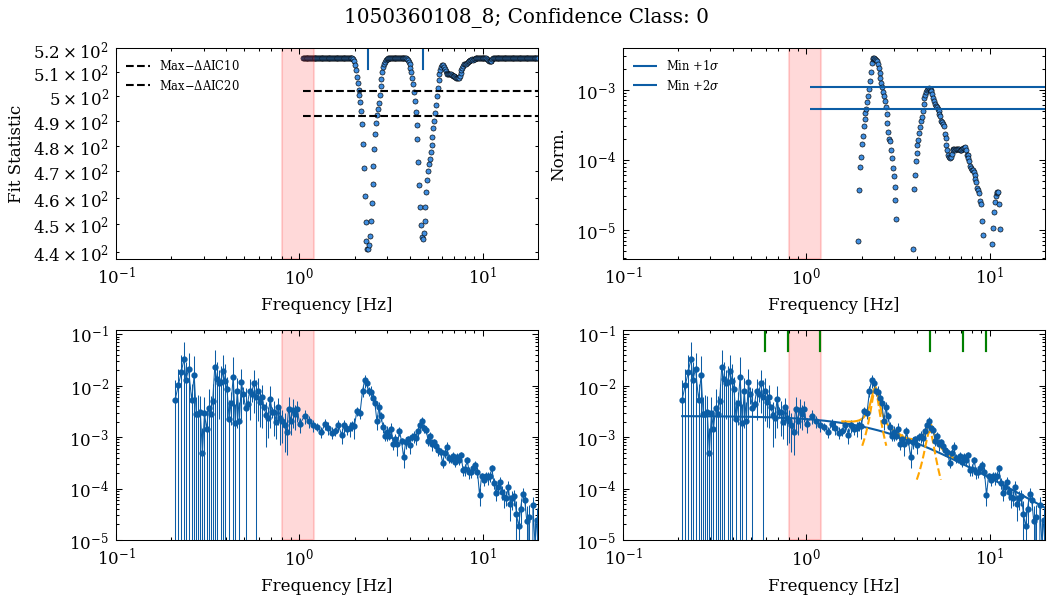 1050360108_8; Confidence Class: 0
5.2 × 10²
5.1 × 10²
5 × 10²
4.9 × 10²
4.8 × 10²
4.7 × 10²
4.6 × 10²
4.5 × 10²
4.4 × 10²
Fit Statistic
Max−ΔAIC10
Max−ΔAIC20
10⁻¹ 10⁰ 10¹
Frequency [Hz]
10⁻³
10⁻⁴
10⁻⁵
Norm.
Min +1σ
Min +2σ
10⁻¹ 10⁰ 10¹
Frequency [Hz]
10⁻¹
10⁻²
10⁻³
10⁻⁴
10⁻⁵
10⁻¹ 10⁰ 10¹
Frequency [Hz]
10⁻¹
10⁻²
10⁻³
10⁻⁴
10⁻⁵
10⁻¹ 10⁰ 10¹
Frequency [Hz]